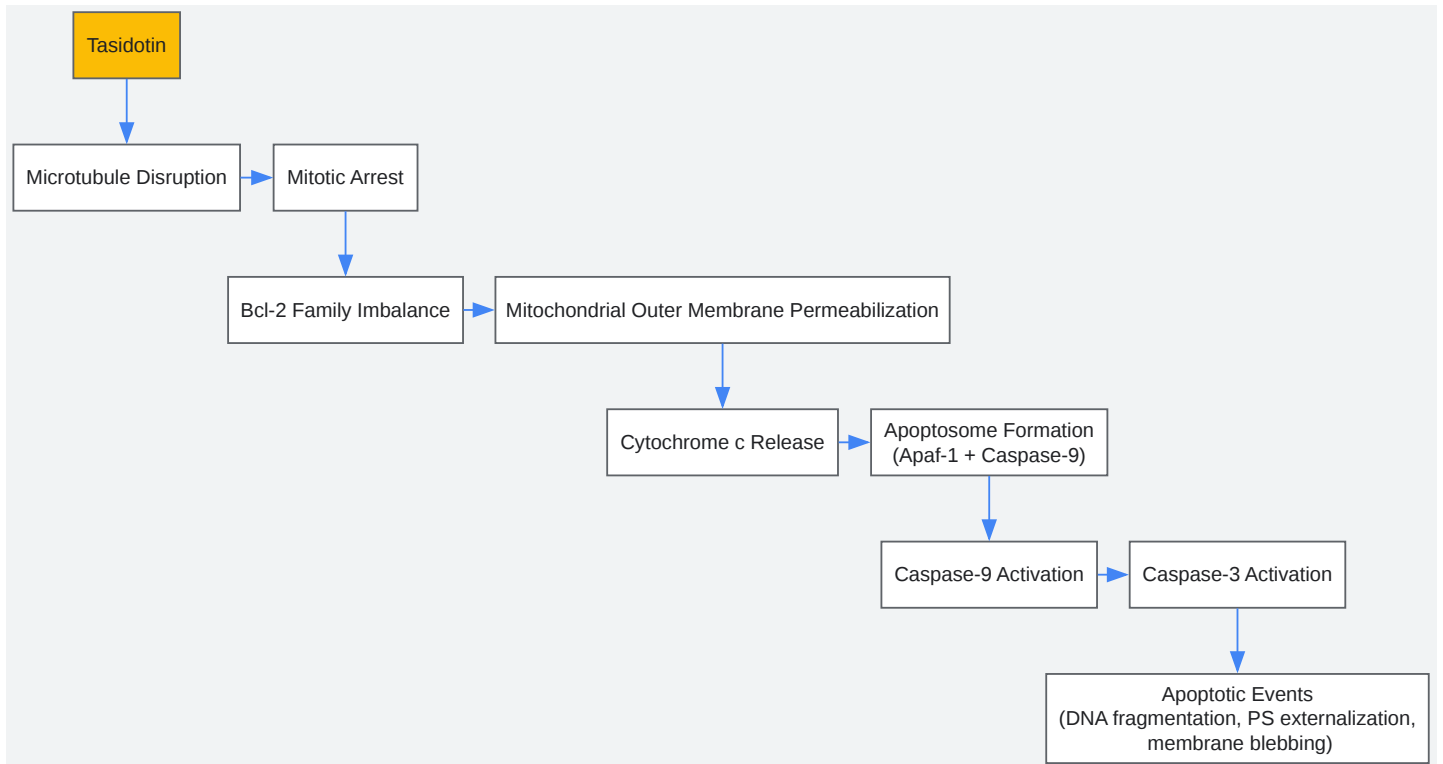 Tasidotin
Microtubule Disruption
Mitotic Arrest
Bcl-2 Family Imbalance
Mitochondrial Outer Membrane Permeabilization
Cytochrome c Release
Apoptosome Formation
(Apaf-1 + Caspase-9)
Caspase-9 Activation
Caspase-3 Activation
Apoptotic Events
(DNA fragmentation, PS externalization,
membrane blebbing)